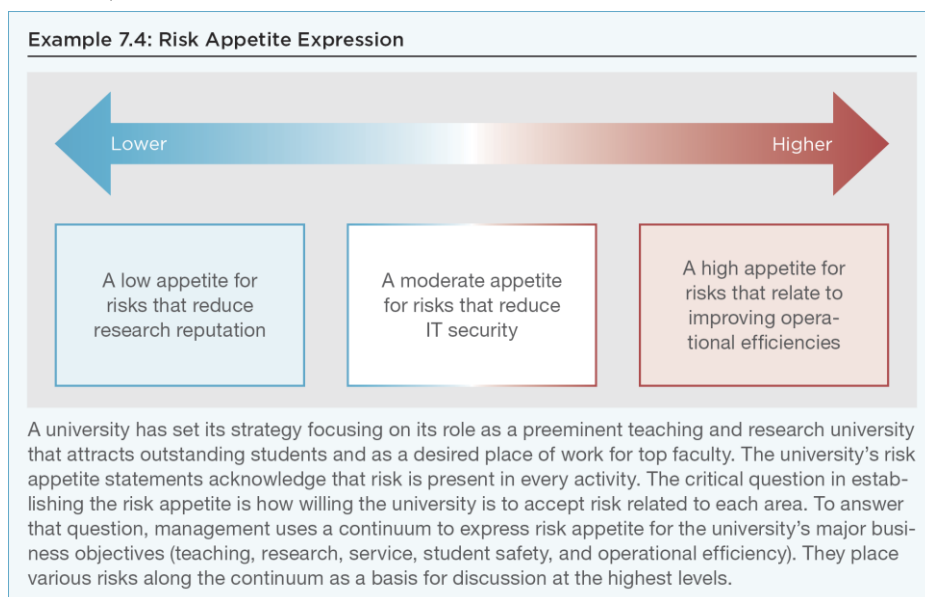 Example 7.4: Risk Appetite Expression
Lower
Higher
A low appetite for
risks that reduce
research reputation
A moderate appetite
for risks that reduce
IT security
A high appetite for
risks that relate to
improving opera-
tional efficiencies
A university has set its strategy focusing on its role as a preeminent teaching and research university
that attracts outstanding students and as a desired place of work for top faculty. The university's risk
appetite statements acknowledge that risk is present in every activity. The critical question in estab-
lishing the risk appetite is how willing the university is to accept risk related to each area. To answer
that question, management uses a continuum to express risk appetite for the university's major busi-
ness objectives (teaching, research, service, student safety, and operational efficiency). They place
various risks along the continuum as a basis for discussion at the highest levels.